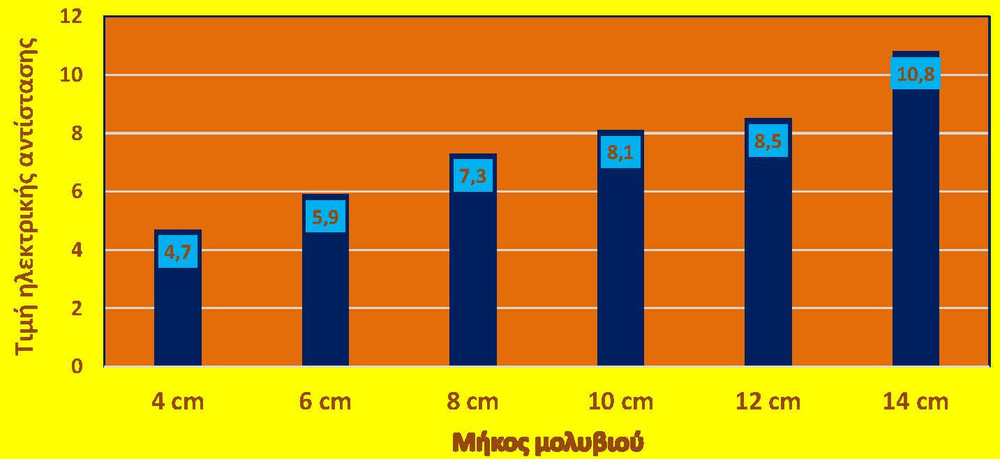 Τιμή ηλεκτρικής αντίστασης
12
10
8
6
4
2
0
4,7
5,9
7,3
8,1
8,5
10,8
4 cm
6 cm
8 cm
10 cm
12 cm
14 cm
Μήκος μολυβιού